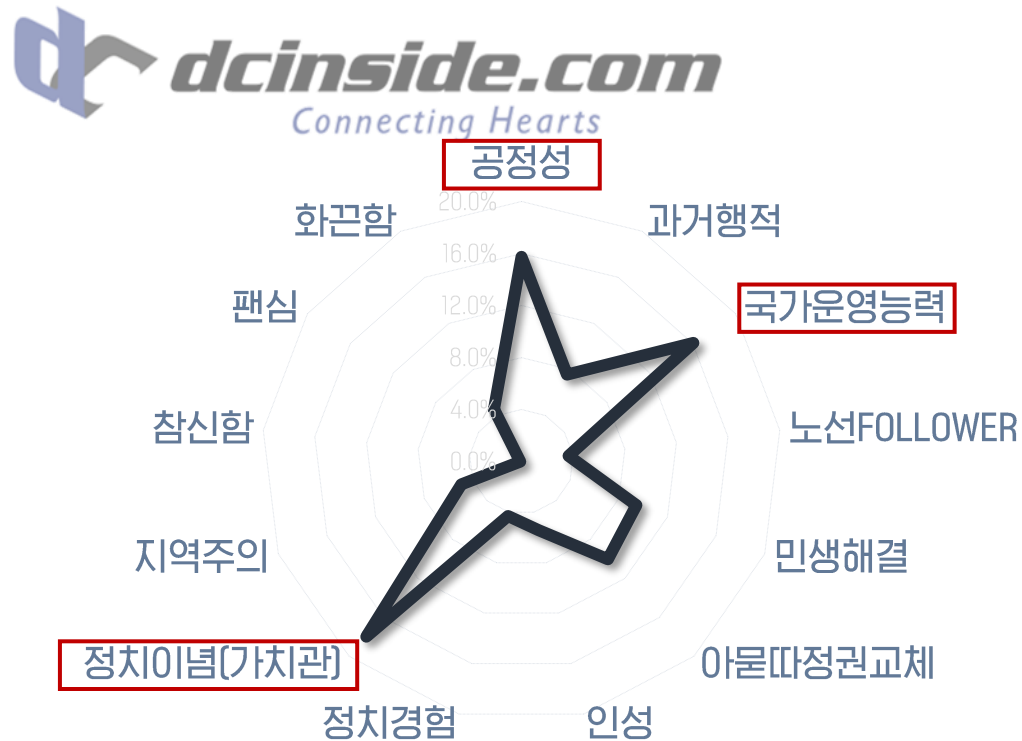 dcinside.com
Connecting Hearts
공정성
20.0%
화끈함
과거행적
16.0%
팬심
12.0%
국가운영능력
8.0%
참신함
4.0%
노선FOLLOWER
0.0%
지역주의
민생해결
정치이념(가치관)
아묻따정권교체
정치경험
인성